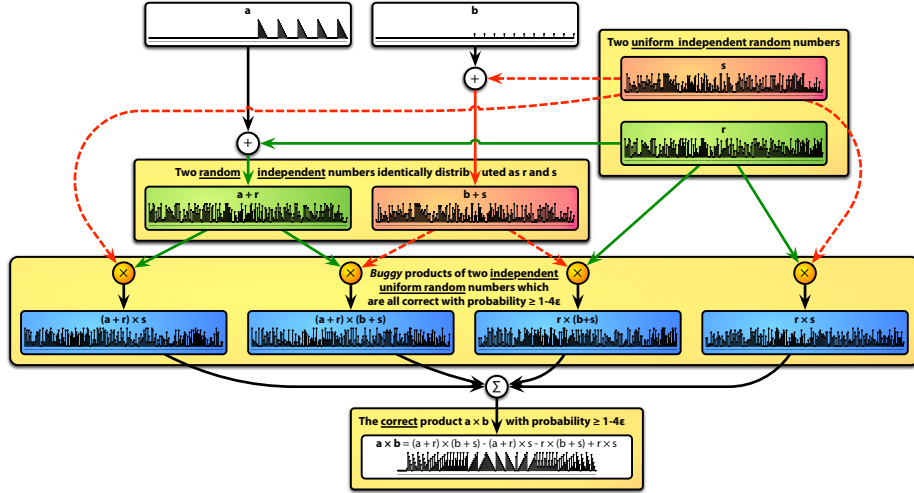 a
b
Two uniform independent random numbers
s
+
r
+
Two random independent numbers identically distributed as r and s
a + r
b + s
× × × ×
Buggy products of two independent
uniform random numbers which
are all correct with probability ≥ 1-4ε
(a + r) × s
(a + r) × (b + s)
r × (b+s)
r × s
Σ
The correct product a × b with probability ≥ 1-4ε
a × b = (a + r) × (b + s) - (a + r) × s - r × (b + s) + r × s